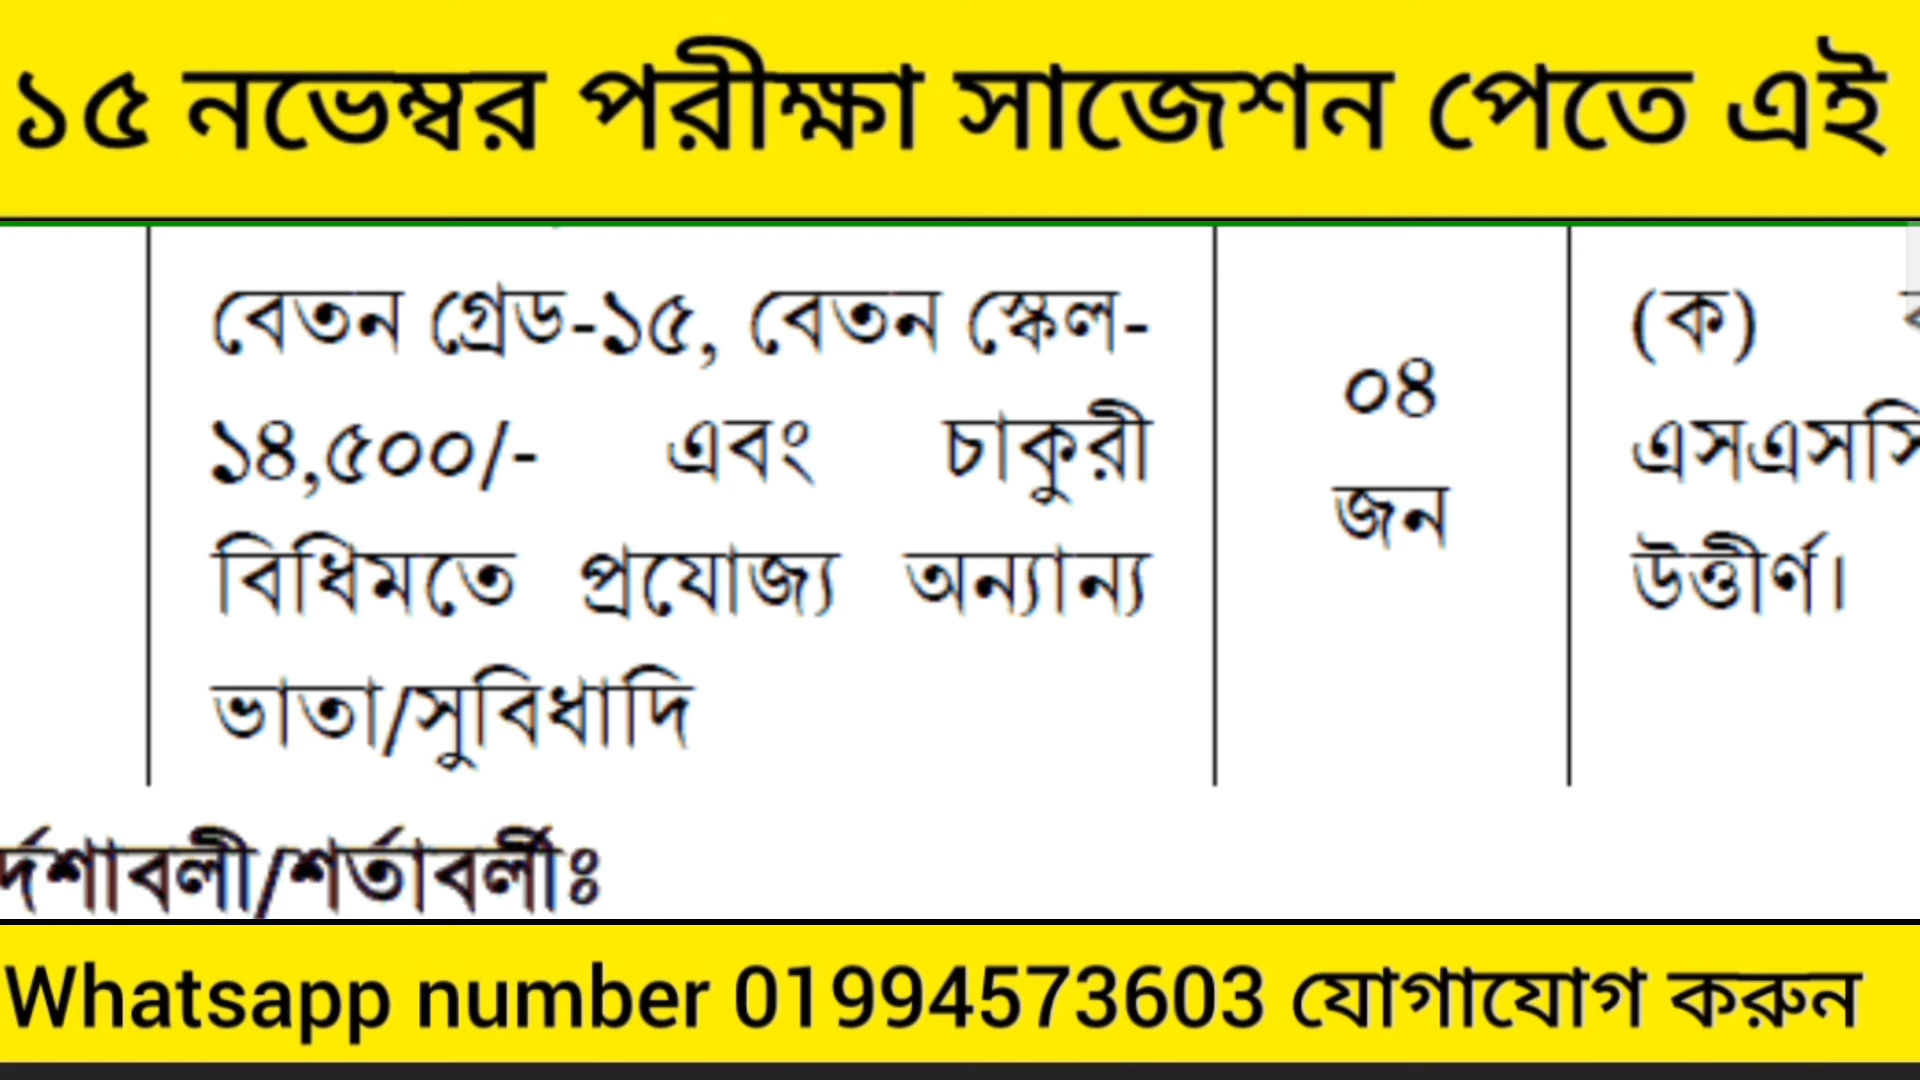 ১৫ নভেম্বর পরীক্ষা সাজেশন পেতে এই
বেতন গ্রেড-১৫, বেতন স্কেল-
১৪,৫০০/- এবং চাকুরী
বিধিমতে প্রযোজ্য অন্যান্য
ভাতা/সুবিধাদি
০৪
জন
(ক)
এসএসসি
উত্তীর্ণ।
র্দেশাবলী/শর্তাবলীঃ
Whatsapp number 01994573603 যোগাযোগ করুন